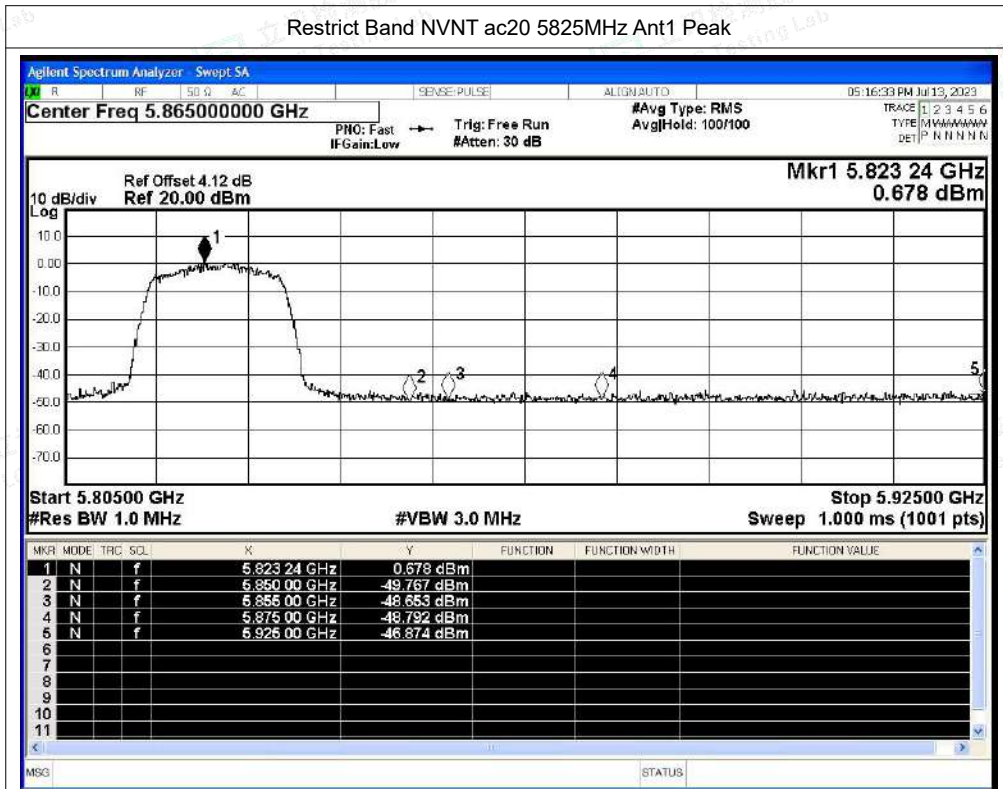 Restrict Band NVNT ac20 5825MHz Ant1 Peak
Agilent Spectrum Analyzer - Swept SA
R RF 50 Ω AC SENSE:PULSE ALIGN AUTO 05:16:33 PM Jul 13, 2023
Center Freq 5.865000000 GHz #Avg Type: RMS TRACE 1 2 3 4 5 6
PNO: Fast Trig: Free Run Avg|Hold: 100/100 TYPE M
IFGain:Low #Atten: 30 dB DET P N N N N N
Mkr1 5.823 24 GHz
Ref Offset 4.12 dB
10 dB/div Ref 20.00 dBm 0.678 dBm
Log
10.0
1
0.00
-10.0
-20.0
-30.0
-40.0
2 3 4 5
-50.0
-60.0
-70.0
Start 5.80500 GHz Stop 5.92500 GHz
#Res BW 1.0 MHz #VBW 3.0 MHz Sweep 1.000 ms (1001 pts)
MKR MODE TRC SCL X Y FUNCTION FUNCTION WIDTH FUNCTION VALUE
1 N f 5.823 24 GHz 0.678 dBm
2 N f 5.850 00 GHz -49.767 dBm
3 N f 5.855 00 GHz -48.653 dBm
4 N f 5.875 00 GHz -48.792 dBm
5 N f 5.925 00 GHz -46.874 dBm
6
7
8
9
10
11
MSG STATUS